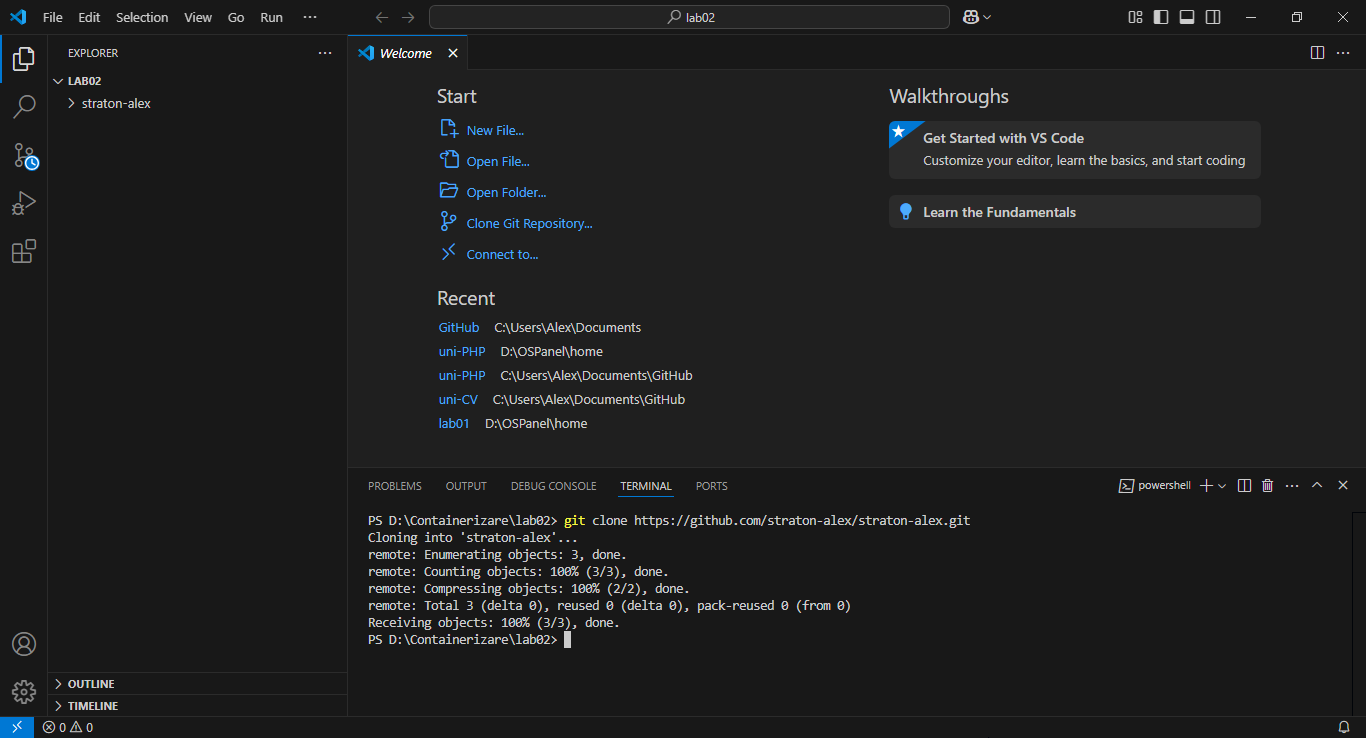 File Edit Selection View Go Run ···
lab02
EXPLORER
LAB02
straton-alex
OUTLINE
TIMELINE
Welcome
Start
New File...
Open File...
Open Folder...
Clone Git Repository...
Connect to...
Recent
GitHub C:\Users\Alex\Documents
uni-PHP D:\OSPanel\home
uni-PHP C:\Users\Alex\Documents\GitHub
uni-CV C:\Users\Alex\Documents\GitHub
lab01 D:\OSPanel\home
Walkthroughs
Get Started with VS Code
Customize your editor, learn the basics, and start coding
Learn the Fundamentals
PROBLEMS OUTPUT DEBUG CONSOLE TERMINAL PORTS
powershell
PS D:\Containerizare\lab02> git clone https://github.com/straton-alex/straton-alex.git
Cloning into 'straton-alex'...
remote: Enumerating objects: 3, done.
remote: Counting objects: 100% (3/3), done.
remote: Compressing objects: 100% (2/2), done.
remote: Total 3 (delta 0), reused 0 (delta 0), pack-reused 0 (from 0)
Receiving objects: 100% (3/3), done.
PS D:\Containerizare\lab02>
0 0